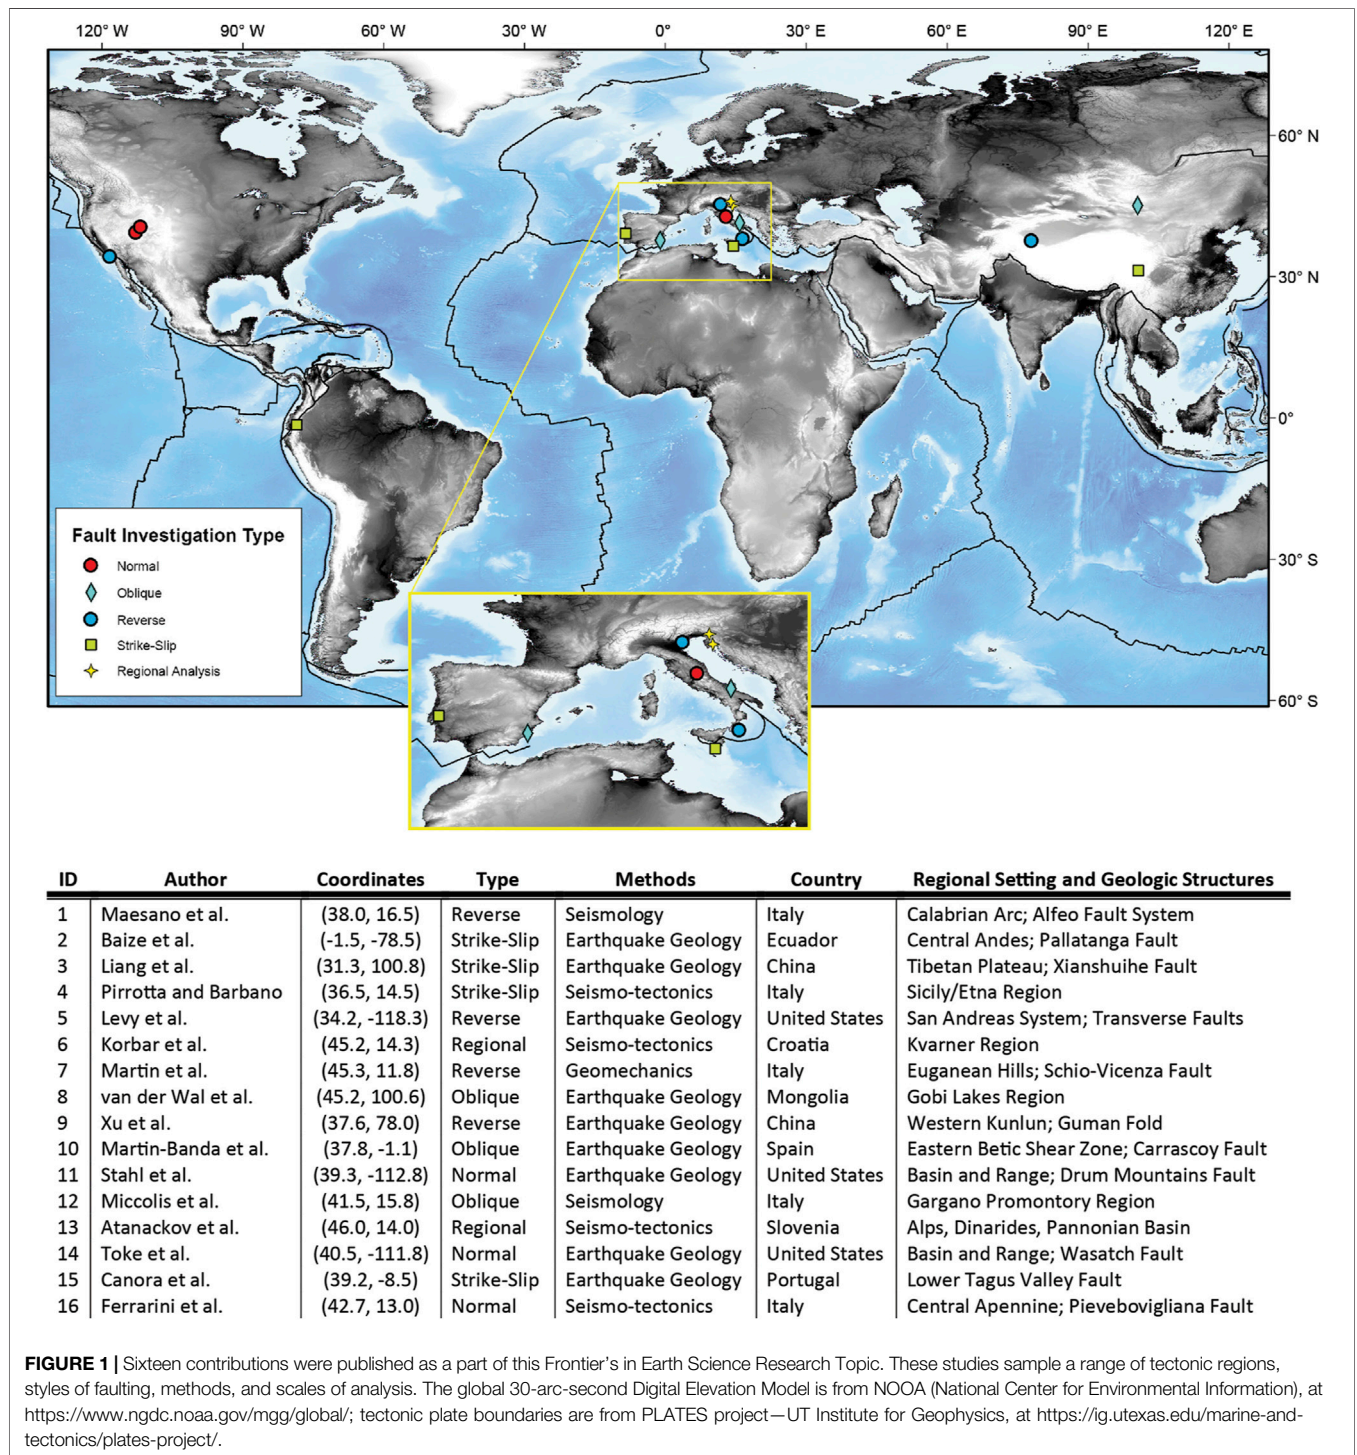 120° W 90° W 60° W 30° W 0° 30° E 60° E 90° E 120° E
60° N
30° N
0°
30° S
60° S
Fault Investigation Type
Normal
Oblique
Reverse
Strike-Slip
Regional Analysis
ID Author Coordinates Type Methods Country Regional Setting and Geologic Structures
1 Maesano et al. (38.0, 16.5) Reverse Seismology Italy Calabrian Arc; Alfeo Fault System
2 Baize et al. (-1.5, -78.5) Strike-Slip Earthquake Geology Ecuador Central Andes; Pallatanga Fault
3 Liang et al. (31.3, 100.8) Strike-Slip Earthquake Geology China Tibetan Plateau; Xianshuihe Fault
4 Pirrotta and Barbano (36.5, 14.5) Strike-Slip Seismo-tectonics Italy Sicily/Etna Region
5 Levy et al. (34.2, -118.3) Reverse Earthquake Geology United States San Andreas System; Transverse Faults
6 Korbar et al. (45.2, 14.3) Regional Seismo-tectonics Croatia Kvarner Region
7 Martin et al. (45.3, 11.8) Reverse Geomechanics Italy Euganean Hills; Schio-Vicenza Fault
8 van der Wal et al. (45.2, 100.6) Oblique Earthquake Geology Mongolia Gobi Lakes Region
9 Xu et al. (37.6, 78.0) Reverse Earthquake Geology China Western Kunlun; Guman Fold
10 Martin-Banda et al. (37.8, -1.1) Oblique Earthquake Geology Spain Eastern Betic Shear Zone; Carrascoy Fault
11 Stahl et al. (39.3, -112.8) Normal Earthquake Geology United States Basin and Range; Drum Mountains Fault
12 Miccolis et al. (41.5, 15.8) Oblique Seismology Italy Gargano Promontory Region
13 Atanackov et al. (46.0, 14.0) Regional Seismo-tectonics Slovenia Alps, Dinarides, Pannonian Basin
14 Toke et al. (40.5, -111.8) Normal Earthquake Geology United States Basin and Range; Wasatch Fault
15 Canora et al. (39.2, -8.5) Strike-Slip Earthquake Geology Portugal Lower Tagus Valley Fault
16 Ferrarini et al. (42.7, 13.0) Normal Seismo-tectonics Italy Central Apennine; Pievebovigliana Fault
FIGURE 1 | Sixteen contributions were published as a part of this Frontier's in Earth Science Research Topic. These studies sample a range of tectonic regions,
styles of faulting, methods, and scales of analysis. The global 30-arc-second Digital Elevation Model is from NOOA (National Center for Environmental Information), at
https://www.ngdc.noaa.gov/mgg/global/; tectonic plate boundaries are from PLATES project—UT Institute for Geophysics, at https://ig.utexas.edu/marine-and-
tectonics/plates-project/.